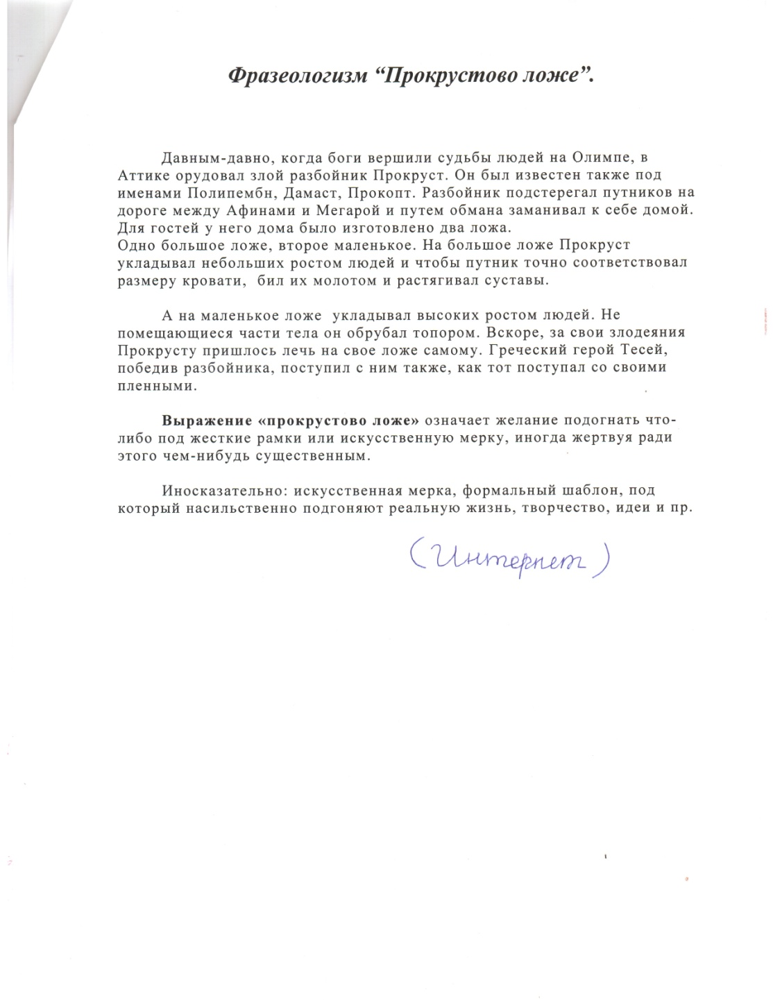 Фразеологизм “Прокрустово ложе”.
Давным-давно, когда боги вершили судьбы людей на Олимпе, в
Аттике орудовал злой разбойник Прокруст. Он был известен также под
именами Полипембн, Дамаст, Прокопт. Разбойник подстерегал путников на
дороге между Афинами и Мегарой и путем обмана заманивал к себе домой.
Для гостей у него дома было изготовлено два ложа.
Одно большое ложе, второе маленькое. На большое ложе Прокруст
укладывал небольших ростом людей и чтобы путник точно соответствовал
размеру кровати,  бил их молотом и растягивал суставы.
А на маленькое ложе  укладывал высоких ростом людей. Не
помещающиеся части тела он обрубал топором. Вскоре, за свои злодеяния
Прокрусту пришлось лечь на свое ложе самому. Греческий герой Тесей,
победив разбойника, поступил с ним также, как тот поступал со своими
пленными.
Выражение «прокрустово ложе» означает желание подогнать что-
либо под жесткие рамки или искусственную мерку, иногда жертвуя ради
этого чем-нибудь существенным.
Иносказательно: искусственная мерка, формальный шаблон, под
который насильственно подгоняют реальную жизнь, творчество, идеи и пр.
(Интернет)